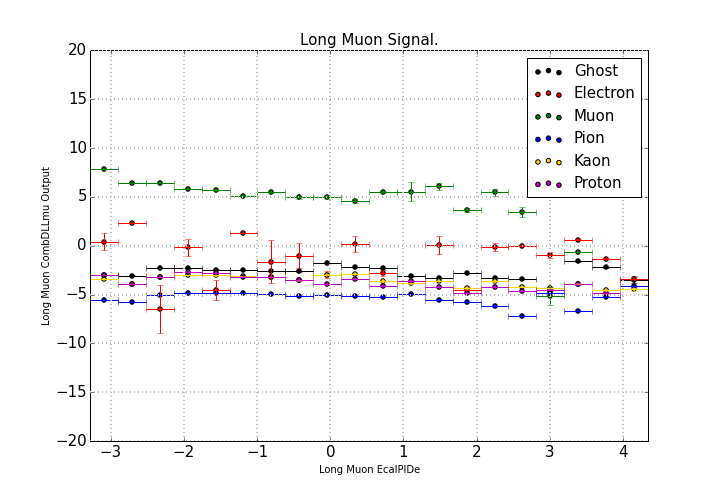 Long Muon Signal.
20
15
10
5
0
−5
−10
−15
−20
Long Muon CombDLLmu Output
Ghost
Electron
Muon
Pion
Kaon
Proton
−3 −2 −1 0 1 2 3 4
Long Muon EcalPIDe